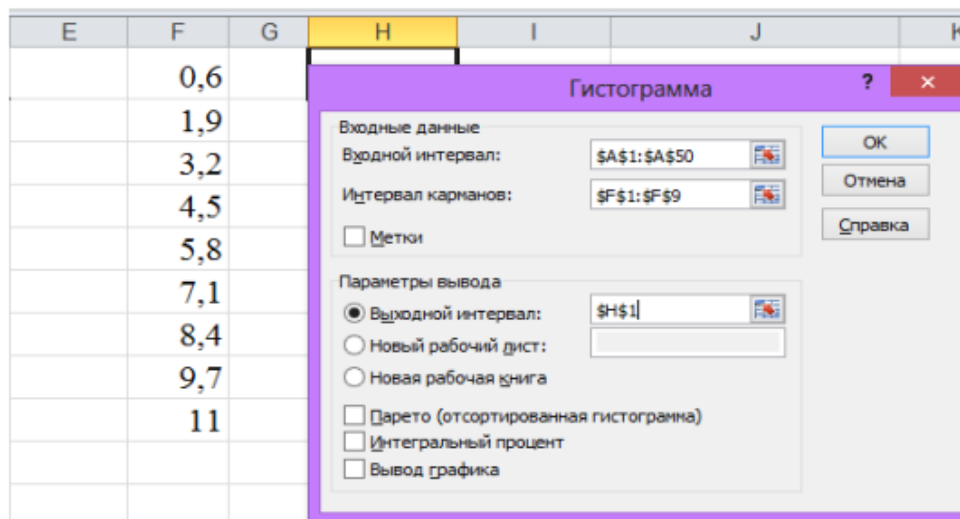 E F G H I J K
0,6
1,9
3,2
4,5
5,8
7,1
8,4
9,7
11
Гистограмма ? ×
Входные данные
Входной интервал: $A$1:$A$50
Интервал карманов: $F$1:$F$9
Метки
Параметры вывода
Выходной интервал: $H$1
Новый рабочий лист:
Новая рабочая книга
Парето (отсортированная гистограмма)
Интегральный процент
Вывод графика
ОК
Отмена
Справка